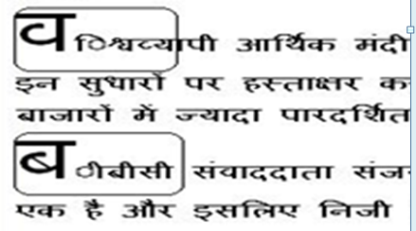 व िश्वव्यापी आर्थिक मंदी
इन सुधारों पर हस्ताक्षर क
बाजारों में ज्यादा पारदर्शित
ब ीबीसी संवाददाता संज
एक है और इसलिए निजी